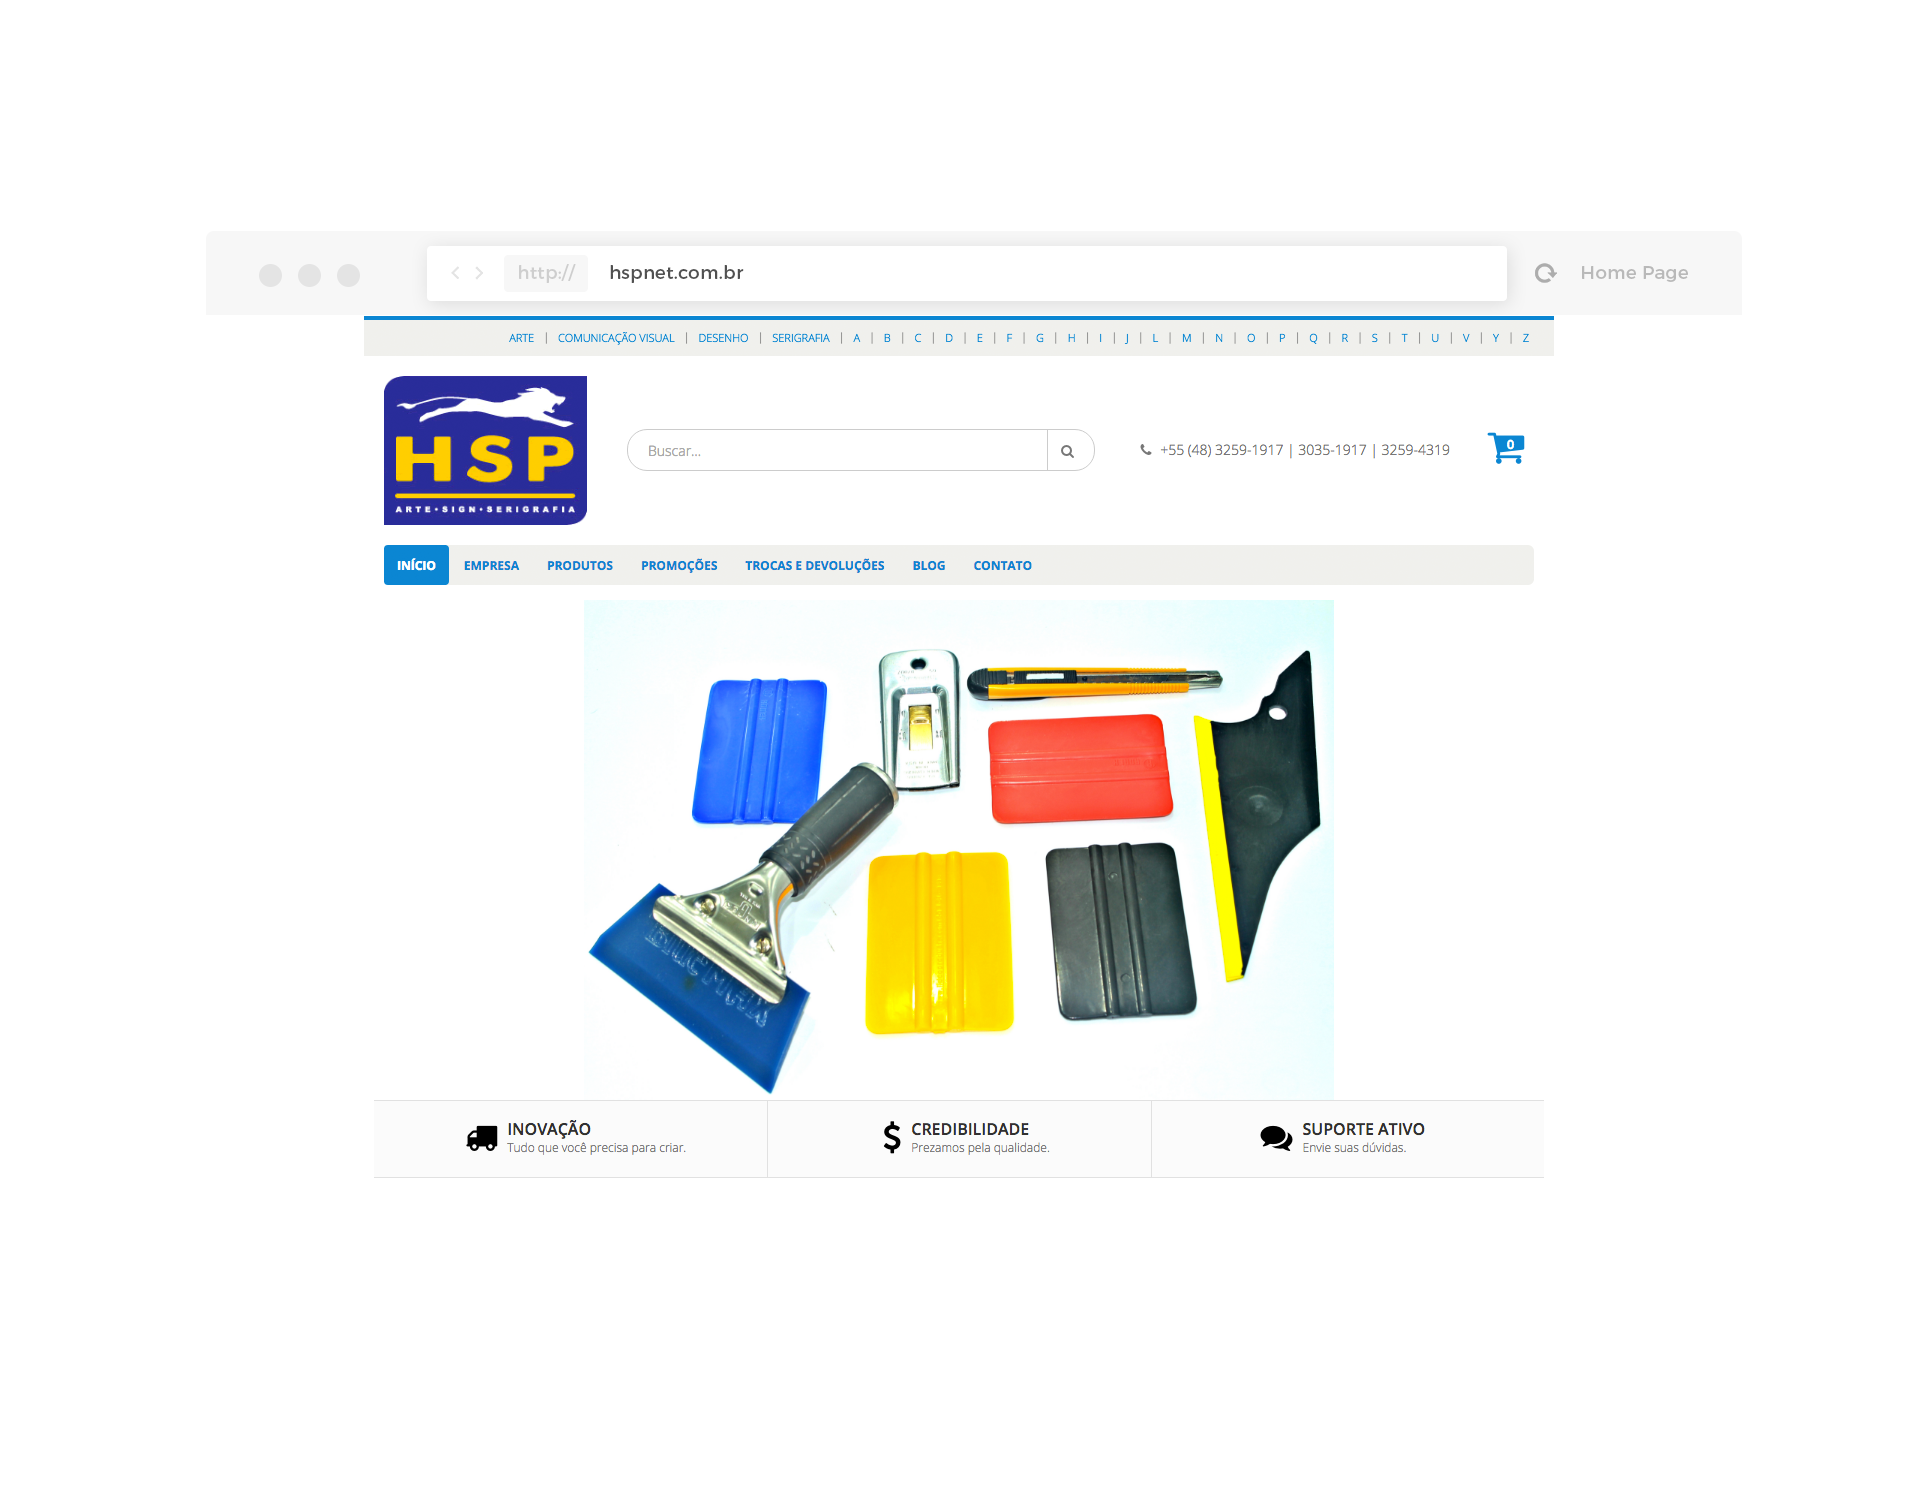 http:// hspnet.com.br Home Page
ARTE | COMUNICAÇÃO VISUAL | DESENHO | SERIGRAFIA | A | B | C | D | E | F | G | H | I | J | L | M | N | O | P | Q | R | S | T | U | V | Y | Z
HSP
ARTE•SIGN•SERIGRAFIA
Buscar...
+55 (48) 3259-1917 | 3035-1917 | 3259-4319
0
INÍCIO EMPRESA PRODUTOS PROMOÇÕES TROCAS E DEVOLUÇÕES BLOG CONTATO
INOVAÇÃO
Tudo que você precisa para criar.
CREDIBILIDADE
Prezamos pela qualidade.
SUPORTE ATIVO
Envie suas dúvidas.